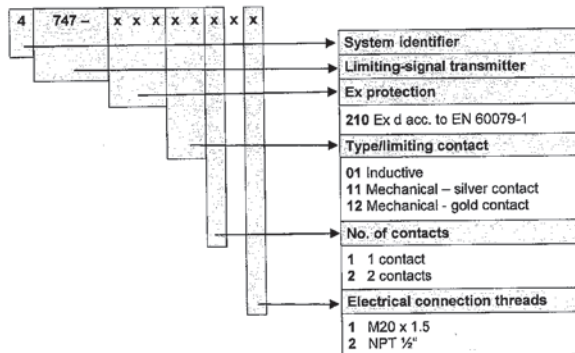 4 747– x x x x x x x x
System identifier
Limiting-signal transmitter
Ex protection
210 Ex d acc. to EN 60079-1
Type/limiting contact
01 Inductive
11 Mechanical – silver contact
12 Mechanical - gold contact
No. of contacts
1 1 contact
2 2 contacts
Electrical connection threads
1 M20 x 1.5
2 NPT ½"